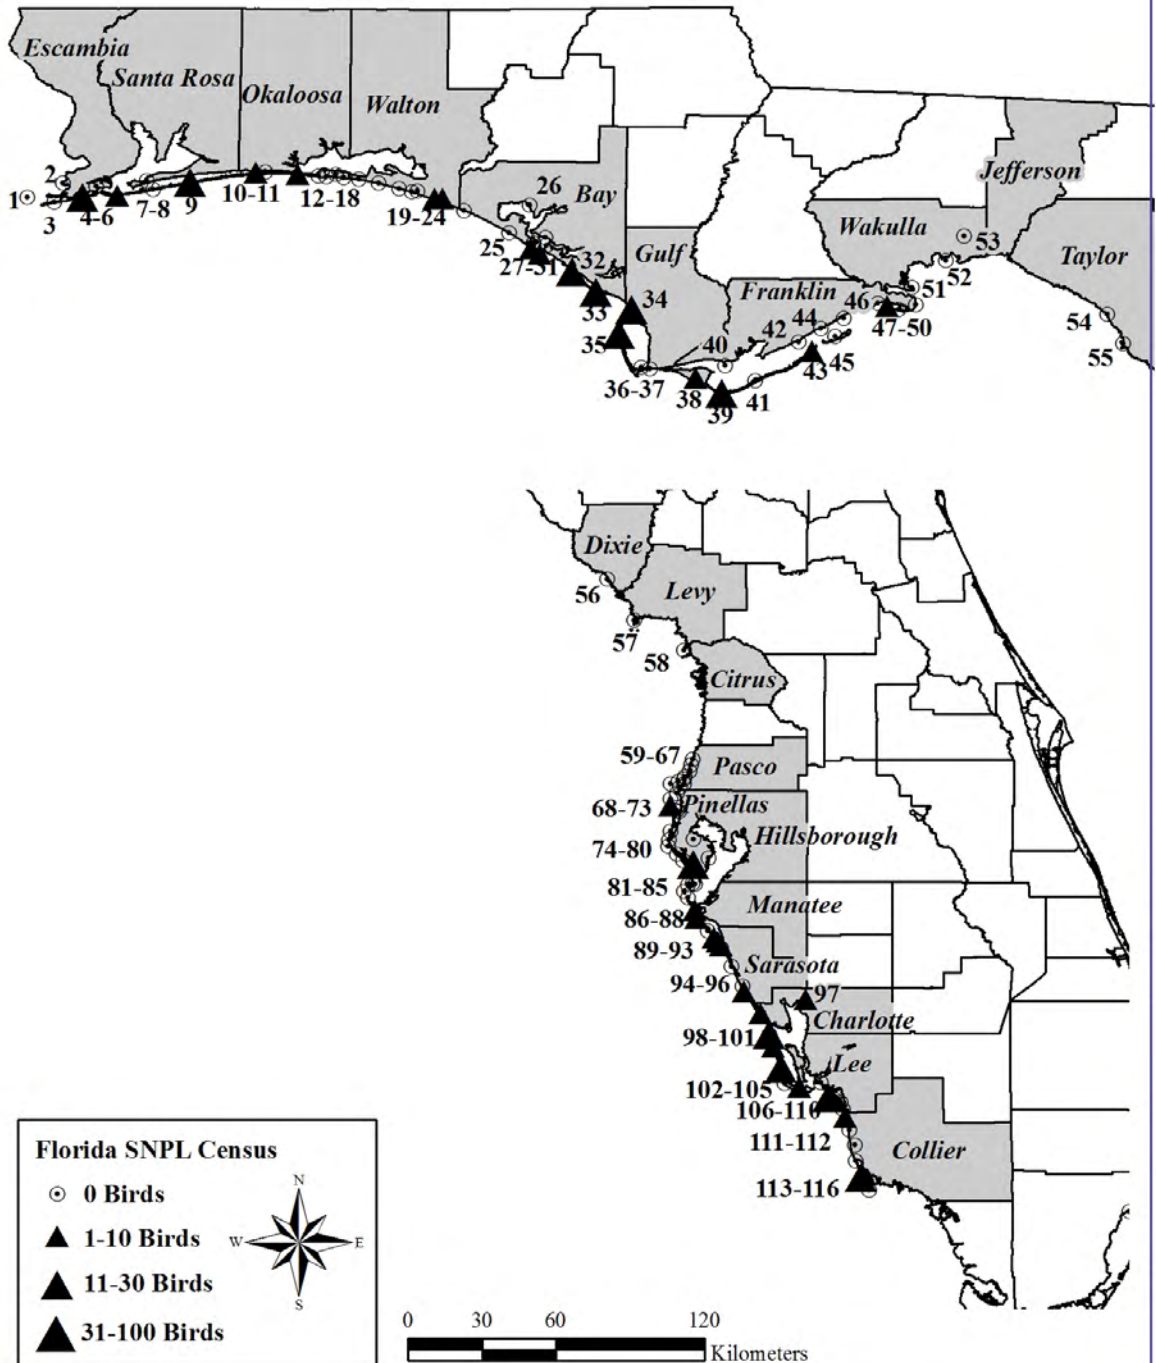 Escambia
Santa Rosa
Okaloosa
Walton
Bay
Gulf
Franklin
Wakulla
Jefferson
Taylor
1
2
3
4-6
7-8
9
10-11
12-18
19-24
25
26
27-31
32
33
34
35
36-37
38
39
40
41
42
43
44
45
46
47-50
51
52
53
54
55
Dixie
56
Levy
57
58
Citrus
59-67
Pasco
68-73
Pinellas
74-80
Hillsborough
81-85
86-88
Manatee
89-93
Sarasota
94-96
97
98-101
Charlotte
Lee
102-105
106-110
111-112
Collier
113-116
Florida SNPL Census
0 Birds
1-10 Birds
11-30 Birds
31-100 Birds
N
W
E
S
0 30 60 120
Kilometers